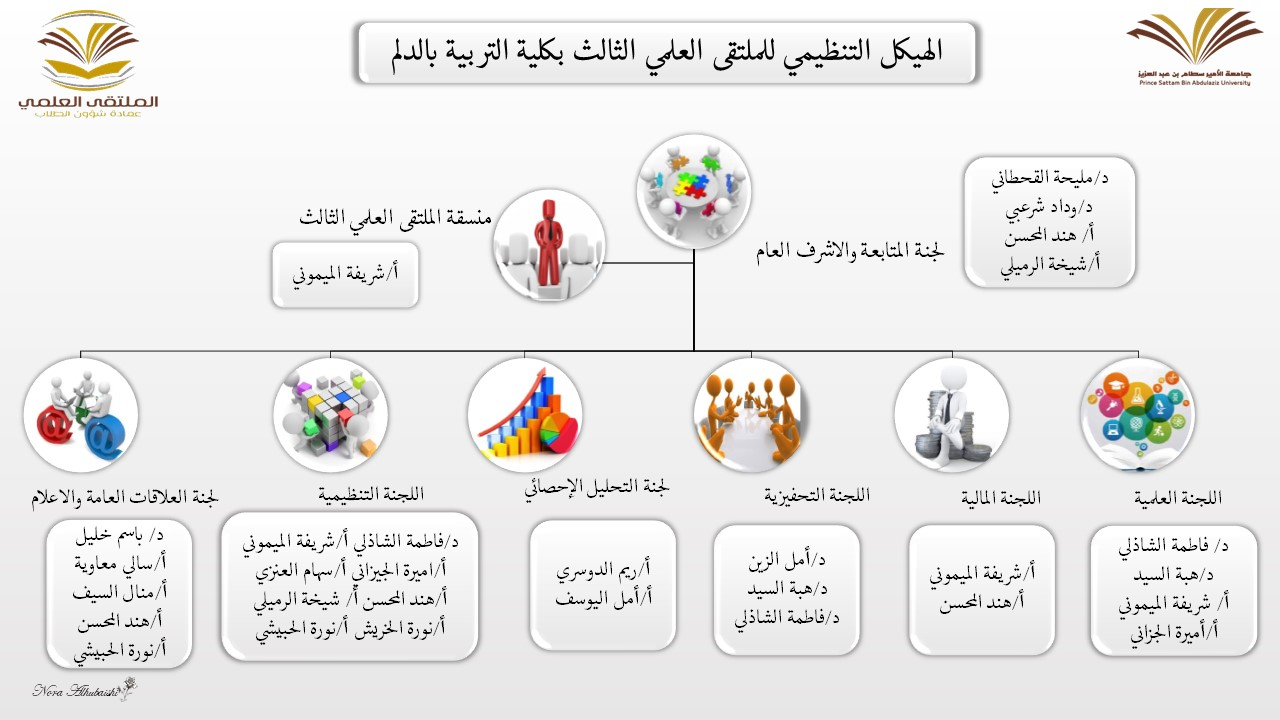 الهيكل التنظيمي للملتقى العلمي الثالث بكلية التربية بالدلم
جامعة الأمير سطام بن عبد العزيز
Prince Sattam Bin Abdulaziz University
الملتقى العلمي
عمادة شؤون الطلاب
لجنة المتابعة والاشرف العام
د/مليحة القحطاني
د/وداد شرعبي
أ/ هند المحسن
أ/شيخة الرميلي
منسقة الملتقى العلمي الثالث
أ/شريفة الميموني
اللجنة العلمية
د/ فاطمة الشاذلي
د/هبة السيد
أ/ شريفة الميموني
أ/أميرة الجزاني
اللجنة المالية
أ/شريفة الميموني
أ/هند المحسن
اللجنة التحفيزية
د/أمل الزين
د/هبة السيد
د/فاطمة الشاذلي
لجنة التحليل الإحصائي
أ/ريم الدوسري
أ/أمل اليوسف
اللجنة التنظيمية
د/فاطمة الشاذلي أ/شريفة الميموني
أ/اميرة الجيزاني أ/سهام العنزي
أ/هند المحسن أ/ شيخة الرميلي
أ/نورة الخريش أ/نورة الحبيشي
لجنة العلاقات العامة والاعلام
د/ باسم خليل
أ/سالي معاوية
أ/منال السيف
أ/هند المحسن
أ/نورة الحبيشي
Nora Alhubaishi